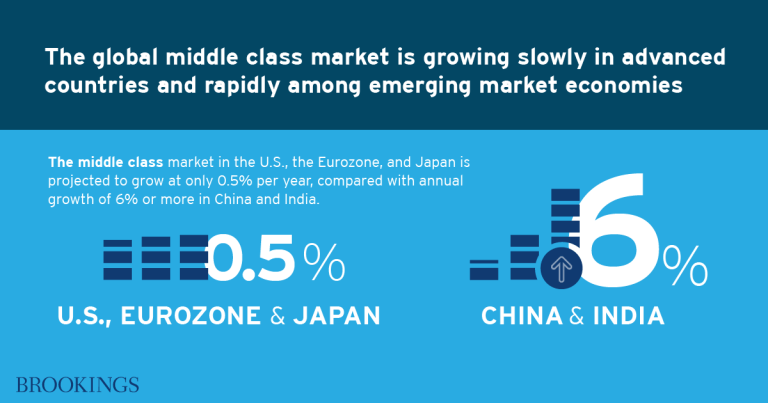 The global middle class market is growing slowly in advanced
countries and rapidly among emerging market economies
The middle class market in the U.S., the Eurozone, and Japan is
projected to grow at only 0.5% per year, compared with annual
growth of 6% or more in China and India.
0.5%
U.S., EUROZONE & JAPAN
6%
CHINA & INDIA
BROOKINGS